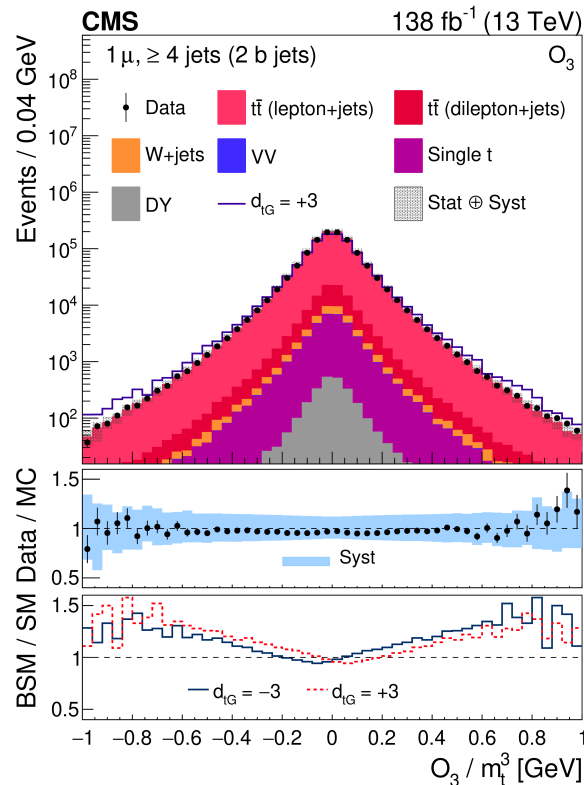 CMS 138 fb⁻¹ (13 TeV)
1 μ, ≥ 4 jets (2 b jets) O₃
Data tt̄ (lepton+jets) tt̄ (dilepton+jets)
W+jets VV Single t
DY d_tG = +3 Stat ⊕ Syst
Events / 0.04 GeV
10⁸
10⁷
10⁶
10⁵
10⁴
10³
10²
Data / MC
1.5
1
0.5
Syst
BSM / SM
1.5
1
0.5
d_tG = −3 d_tG = +3
−1 −0.8 −0.6 −0.4 −0.2 0 0.2 0.4 0.6 0.8 1
O₃ / m_t³ [GeV]